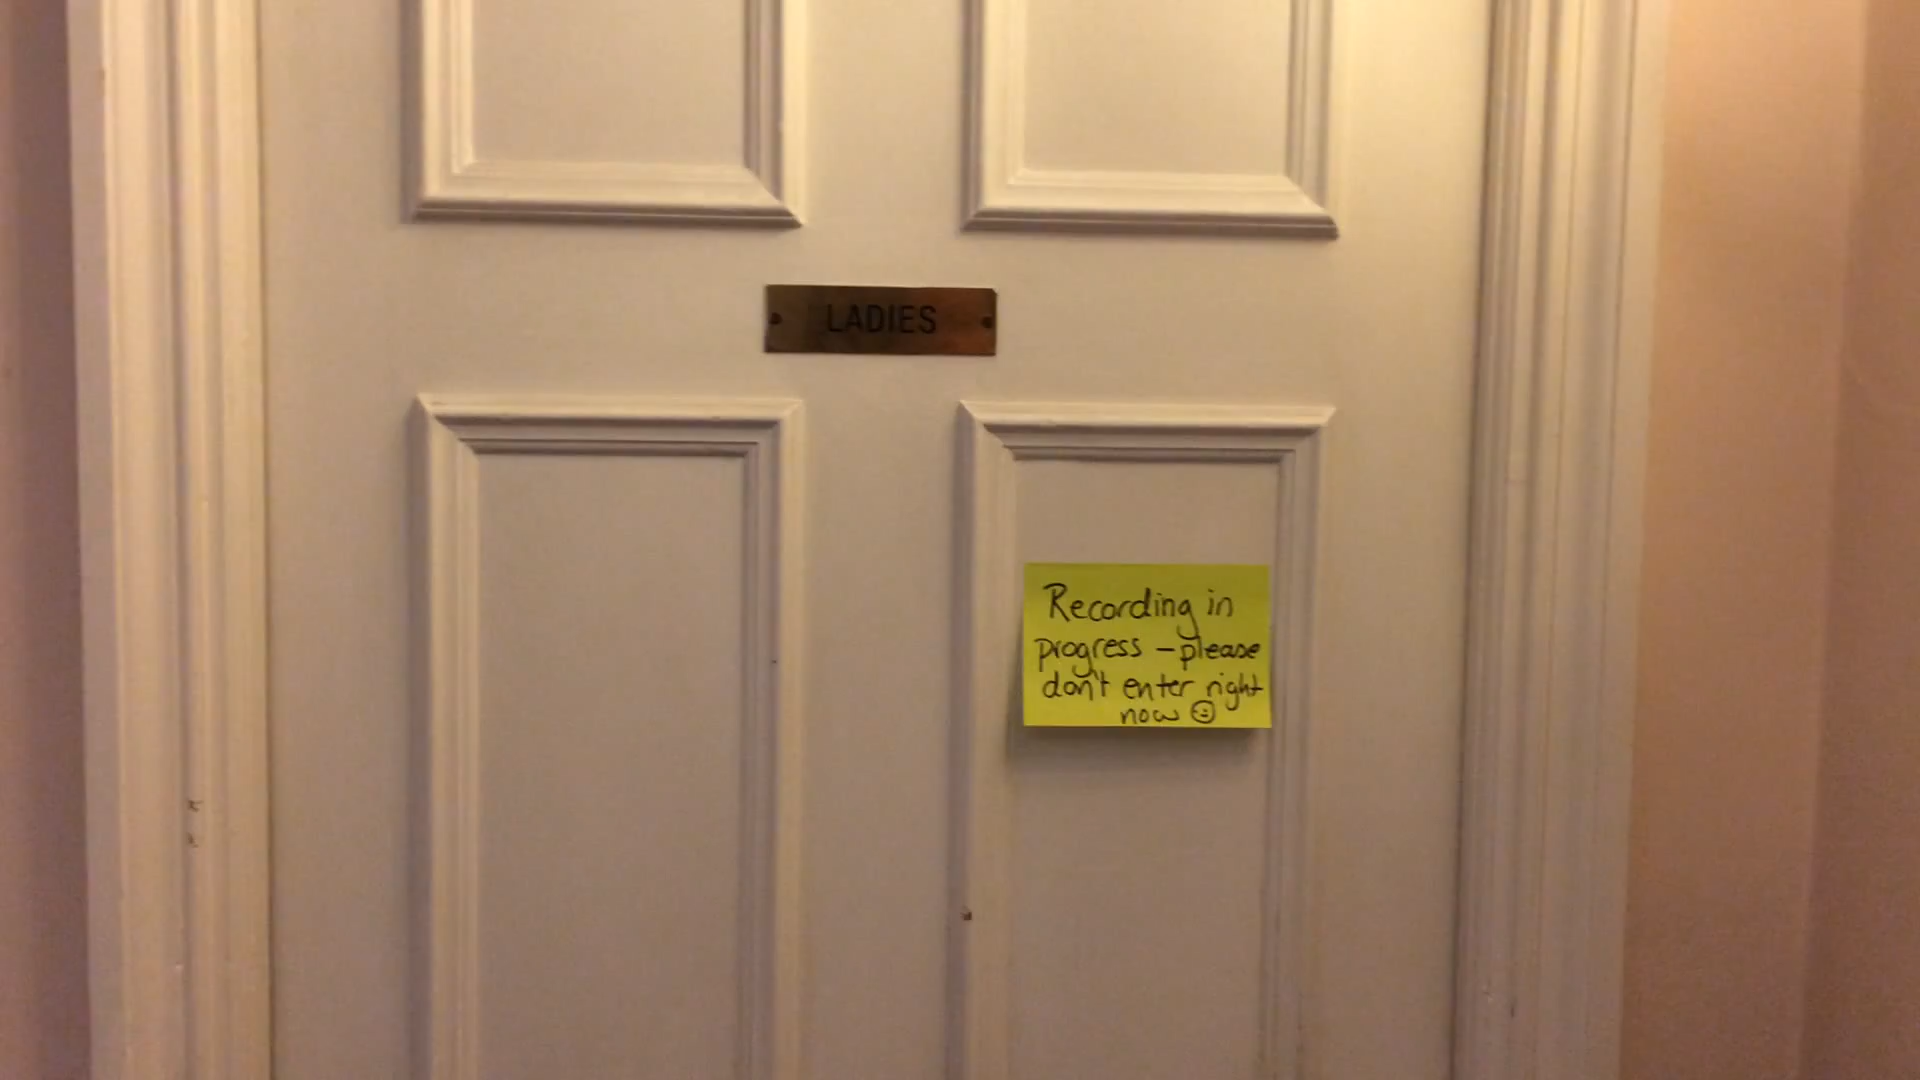 LADIES
Recording in
progress – please
don't enter right
now ☺